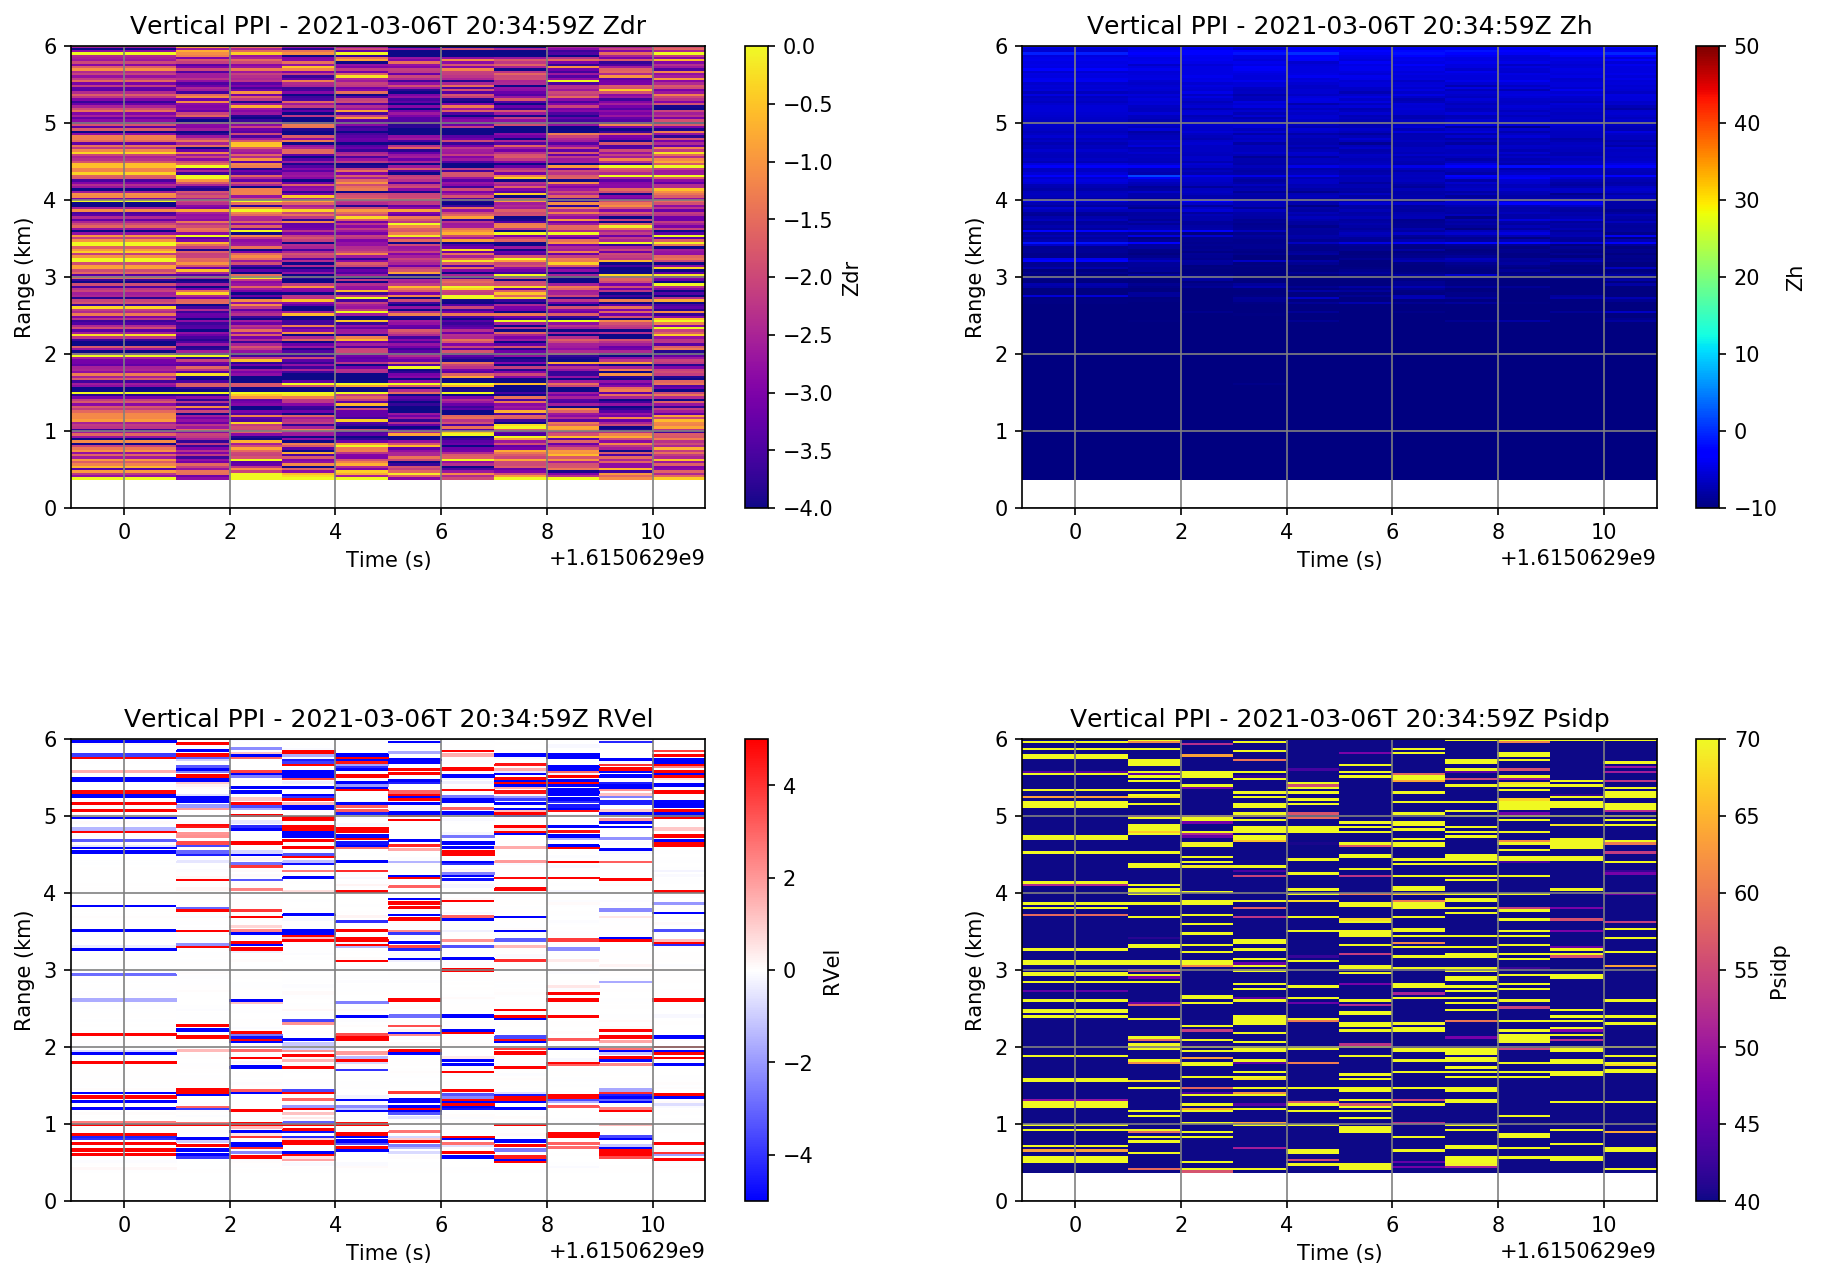 Vertical PPI - 2021-03-06T 20:34:59Z Zdr
6
5
4
3
2
1
0
Range (km)
0 2 4 6 8 10
Time (s)
+1.6150629e9
0.0
−0.5
−1.0
−1.5
−2.0
−2.5
−3.0
−3.5
−4.0
Zdr
Vertical PPI - 2021-03-06T 20:34:59Z Zh
6
5
4
3
2
1
0
Range (km)
0 2 4 6 8 10
Time (s)
+1.6150629e9
50
40
30
20
10
0
−10
Zh
Vertical PPI - 2021-03-06T 20:34:59Z RVel
6
5
4
3
2
1
0
Range (km)
0 2 4 6 8 10
Time (s)
+1.6150629e9
4
2
0
−2
−4
RVel
Vertical PPI - 2021-03-06T 20:34:59Z Psidp
6
5
4
3
2
1
0
Range (km)
0 2 4 6 8 10
Time (s)
+1.6150629e9
70
65
60
55
50
45
40
Psidp